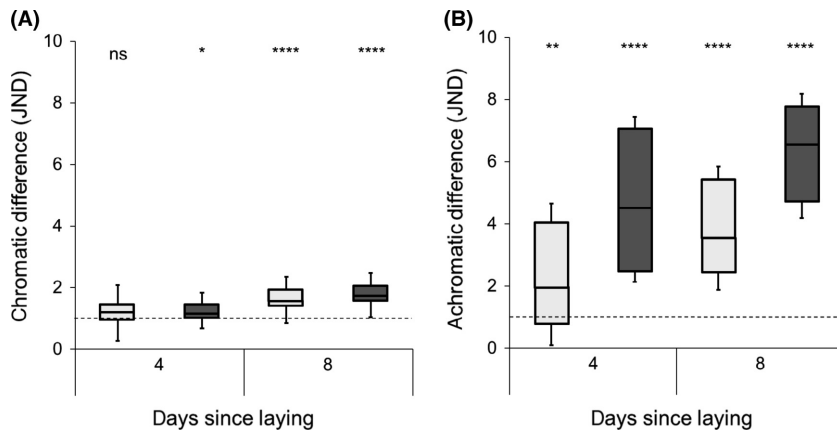 (A)
Chromatic difference (JND)
10
8
6
4
2
0
ns * **** ****
4 8
Days since laying
(B)
Achromatic difference (JND)
10
8
6
4
2
0
** **** **** ****
4 8
Days since laying